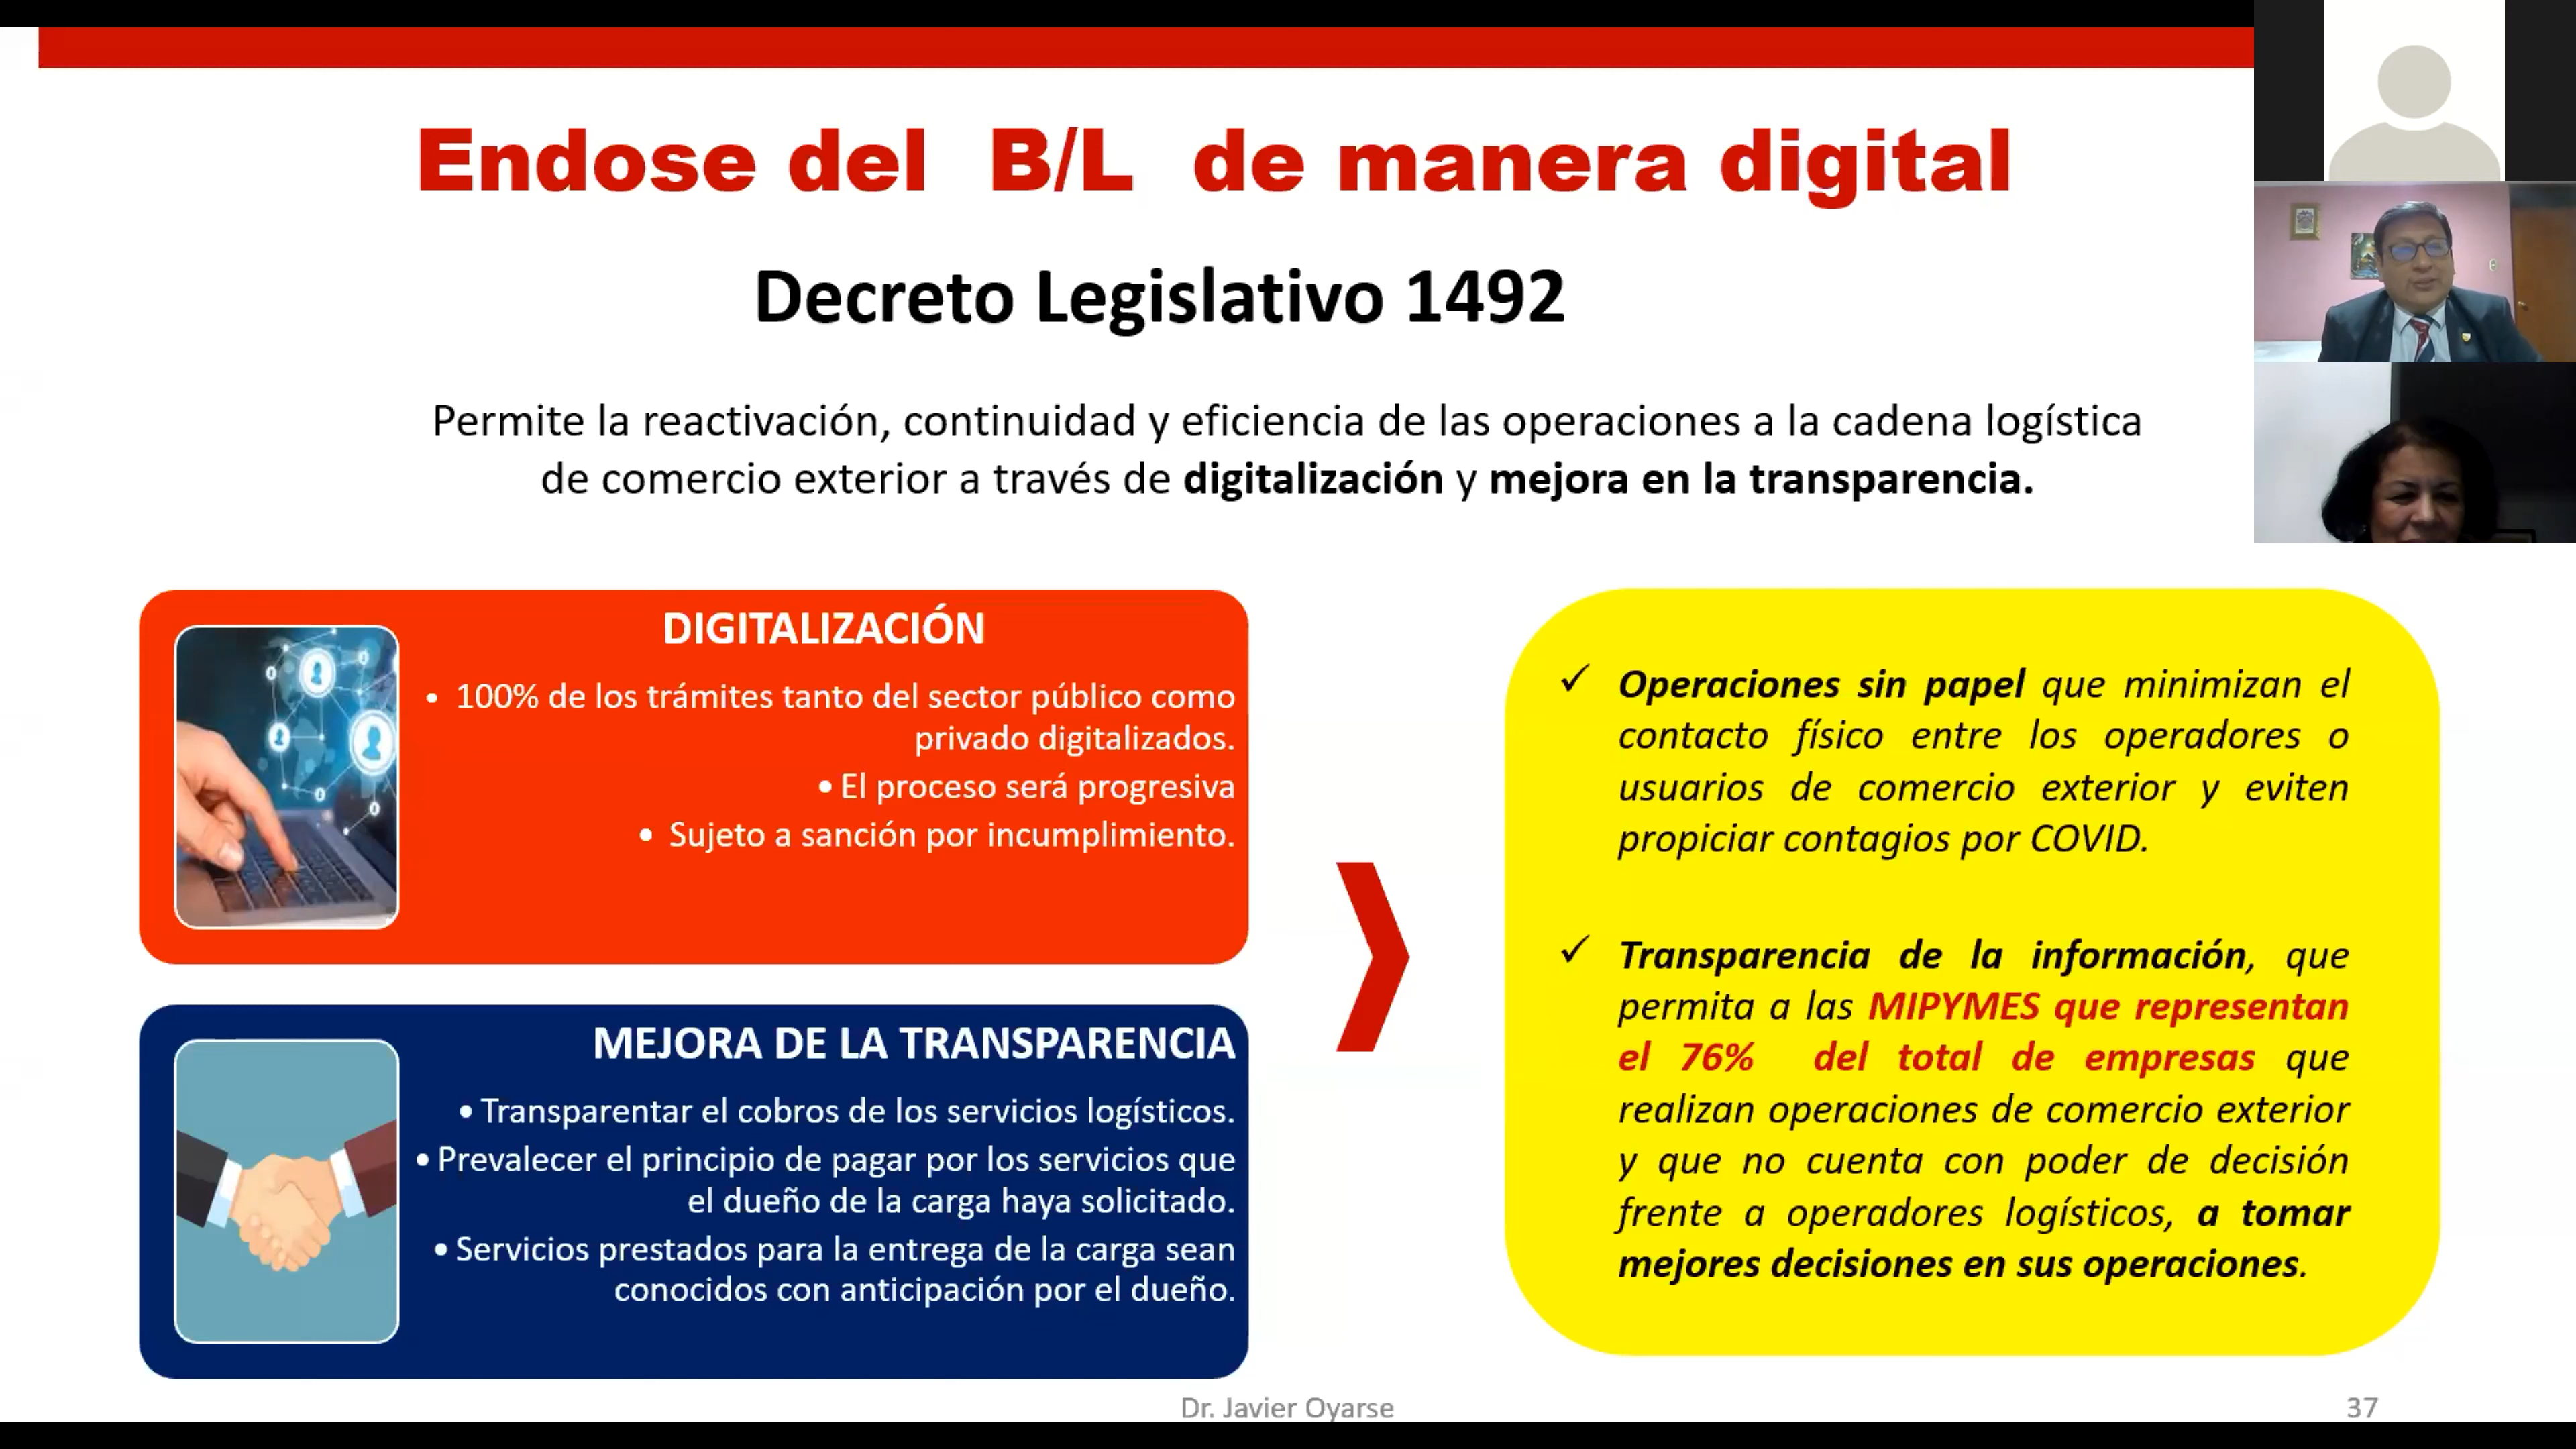 Endose del B/L de manera digital
Decreto Legislativo 1492
Permite la reactivación, continuidad y eficiencia de las operaciones a la cadena logística
de comercio exterior a través de digitalización y mejora en la transparencia.
DIGITALIZACIÓN
• 100% de los trámites tanto del sector público como
privado digitalizados.
• El proceso será progresiva
• Sujeto a sanción por incumplimiento.
MEJORA DE LA TRANSPARENCIA
• Transparentar el cobros de los servicios logísticos.
• Prevalecer el principio de pagar por los servicios que
el dueño de la carga haya solicitado.
• Servicios prestados para la entrega de la carga sean
conocidos con anticipación por el dueño.
✓ Operaciones sin papel que minimizan el
contacto físico entre los operadores o
usuarios de comercio exterior y eviten
propiciar contagios por COVID.
✓ Transparencia de la información, que
permita a las MIPYMES que representan
el 76% del total de empresas que
realizan operaciones de comercio exterior
y que no cuenta con poder de decisión
frente a operadores logísticos, a tomar
mejores decisiones en sus operaciones.
Dr. Javier Oyarse
37